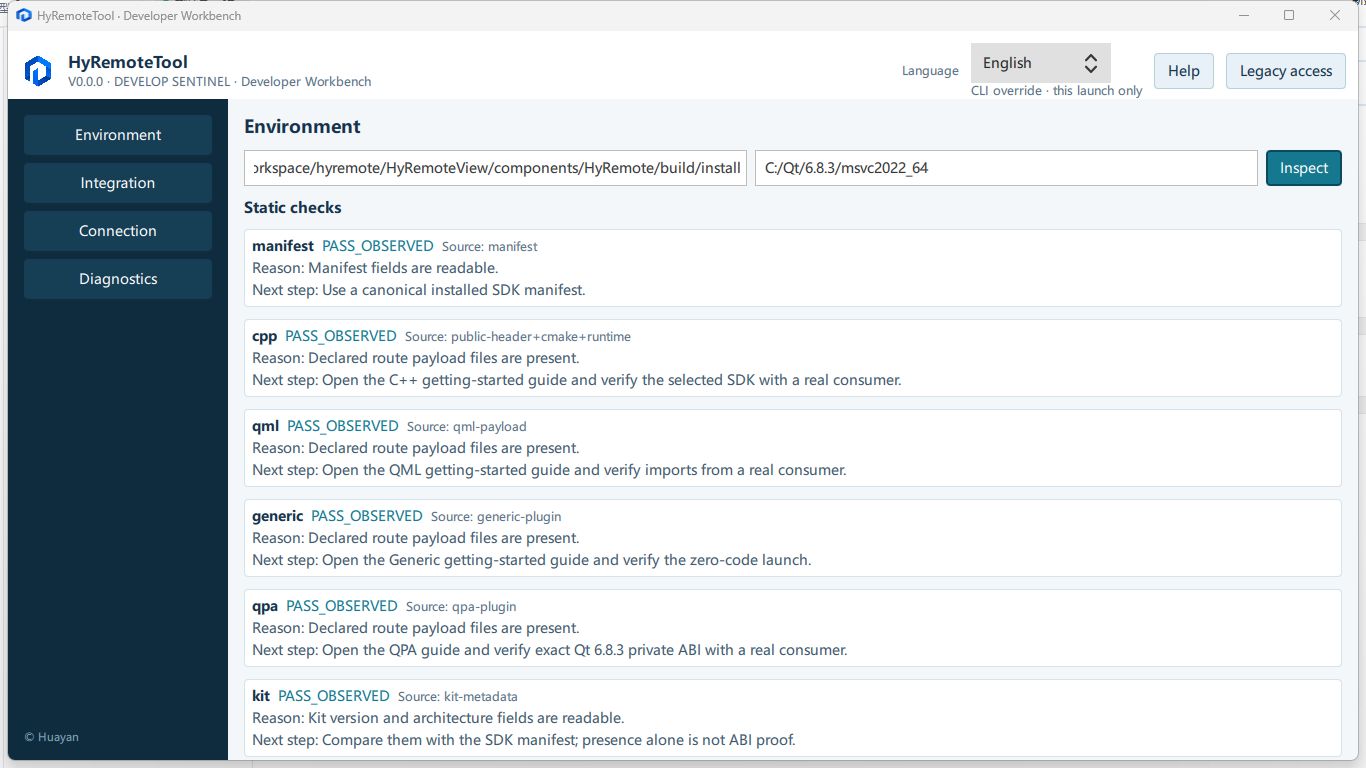 HyRemoteTool · Developer Workbench
HyRemoteTool
V0.0.0 · DEVELOP SENTINEL · Developer Workbench
Language
English
CLI override · this launch only
Help
Legacy access
Environment
Integration
Connection
Diagnostics
© Huayan
Environment
orkspace/hyremote/HyRemoteView/components/HyRemote/build/install
C:/Qt/6.8.3/msvc2022_64
Inspect
Static checks
manifest PASS_OBSERVED Source: manifest
Reason: Manifest fields are readable.
Next step: Use a canonical installed SDK manifest.
cpp PASS_OBSERVED Source: public-header+cmake+runtime
Reason: Declared route payload files are present.
Next step: Open the C++ getting-started guide and verify the selected SDK with a real consumer.
qml PASS_OBSERVED Source: qml-payload
Reason: Declared route payload files are present.
Next step: Open the QML getting-started guide and verify imports from a real consumer.
generic PASS_OBSERVED Source: generic-plugin
Reason: Declared route payload files are present.
Next step: Open the Generic getting-started guide and verify the zero-code launch.
qpa PASS_OBSERVED Source: qpa-plugin
Reason: Declared route payload files are present.
Next step: Open the QPA guide and verify exact Qt 6.8.3 private ABI with a real consumer.
kit PASS_OBSERVED Source: kit-metadata
Reason: Kit version and architecture fields are readable.
Next step: Compare them with the SDK manifest; presence alone is not ABI proof.